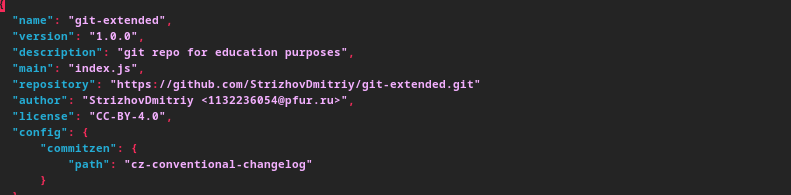 {
"name": "git-extended",
"version": "1.0.0",
"description": "git repo for education purposes",
"main": "index.js",
"repository": "https://github.com/StrizhovDmitriy/git-extended.git"
"author": "StrizhovDmitriy <1132236054@pfur.ru>",
"license": "CC-BY-4.0",
"config": {
"commitzen": {
"path": "cz-conventional-changelog"
}
}